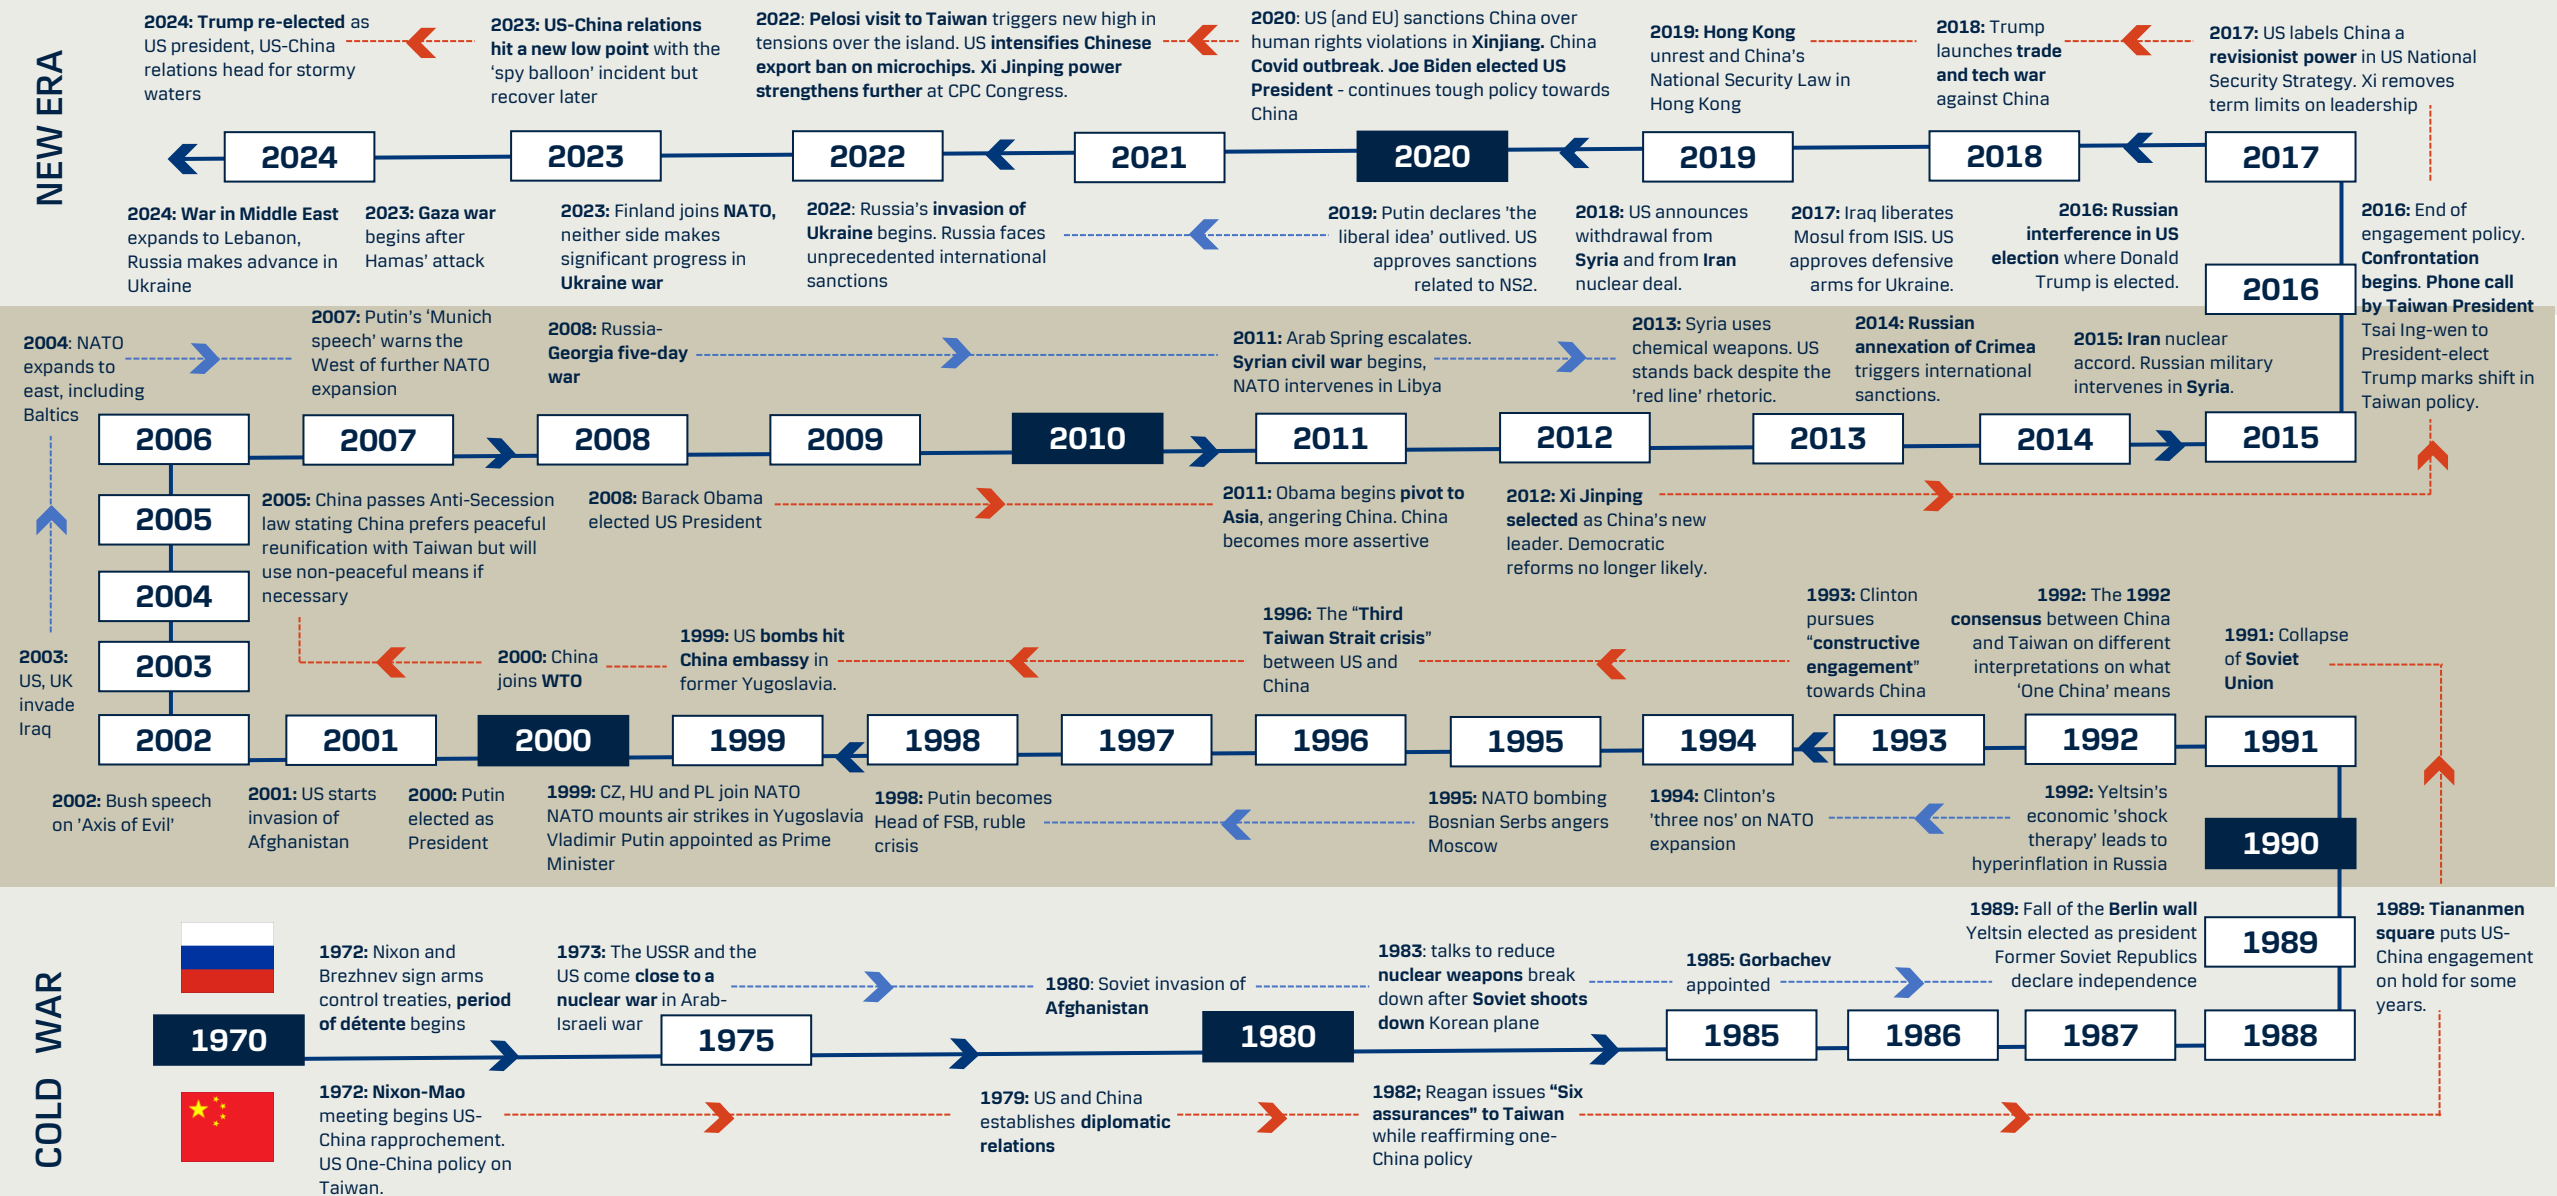 NEW ERA
2024: Trump re-elected as
US president, US-China
relations head for stormy
waters
2023: US-China relations
hit a new low point with the
‘spy balloon’ incident but
recover later
2022: Pelosi visit to Taiwan triggers new high in
tensions over the island. US intensifies Chinese
export ban on microchips. Xi Jinping power
strengthens further at CPC Congress.
2020: US (and EU) sanctions China over
human rights violations in Xinjiang. China
Covid outbreak. Joe Biden elected US
President - continues tough policy towards
China
2019: Hong Kong
unrest and China’s
National Security Law in
Hong Kong
2018: Trump
launches trade
and tech war
against China
2017: US labels China a
revisionist power in US National
Security Strategy. Xi removes
term limits on leadership
2024
2023
2022
2021
2020
2019
2018
2017
2024: War in Middle East
expands to Lebanon,
Russia makes advance in
Ukraine
2023: Gaza war
begins after
Hamas’ attack
2023: Finland joins NATO,
neither side makes
significant progress in
Ukraine war
2022: Russia’s invasion of
Ukraine begins. Russia faces
unprecedented international
sanctions
2019: Putin declares 'the
liberal idea’ outlived. US
approves sanctions
related to NS2.
2018: US announces
withdrawal from
Syria and from Iran
nuclear deal.
2017: Iraq liberates
Mosul from ISIS. US
approves defensive
arms for Ukraine.
2016: Russian
interference in US
election where Donald
Trump is elected.
2016
2016: End of
engagement policy.
Confrontation
begins. Phone call
by Taiwan President
Tsai Ing-wen to
President-elect
Trump marks shift in
Taiwan policy.
2004: NATO
expands to
east, including
Baltics
2007: Putin’s ‘Munich
speech’ warns the
West of further NATO
expansion
2008: Russia-
Georgia five-day
war
2011: Arab Spring escalates.
Syrian civil war begins,
NATO intervenes in Libya
2013: Syria uses
chemical weapons. US
stands back despite the
'red line’ rhetoric.
2014: Russian
annexation of Crimea
triggers international
sanctions.
2015: Iran nuclear
accord. Russian military
intervenes in Syria.
2006
2007
2008
2009
2010
2011
2012
2013
2014
2015
2005
2004
2003
2005: China passes Anti-Secession
law stating China prefers peaceful
reunification with Taiwan but will
use non-peaceful means if
necessary
2008: Barack Obama
elected US President
2011: Obama begins pivot to
Asia, angering China. China
becomes more assertive
2012: Xi Jinping
selected as China’s new
leader. Democratic
reforms no longer likely.
2003:
US, UK
invade
Iraq
2000: China
joins WTO
1999: US bombs hit
China embassy in
former Yugoslavia.
1996: The “Third
Taiwan Strait crisis”
between US and
China
1993: Clinton
pursues
“constructive
engagement”
towards China
1992: The 1992
consensus between China
and Taiwan on different
interpretations on what
‘One China’ means
1991: Collapse
of Soviet
Union
2002
2001
2000
1999
1998
1997
1996
1995
1994
1993
1992
1991
2002: Bush speech
on 'Axis of Evil’
2001: US starts
invasion of
Afghanistan
2000: Putin
elected as
President
1999: CZ, HU and PL join NATO
NATO mounts air strikes in Yugoslavia
Vladimir Putin appointed as Prime
Minister
1998: Putin becomes
Head of FSB, ruble
crisis
1995: NATO bombing
Bosnian Serbs angers
Moscow
1994: Clinton’s
'three nos’ on NATO
expansion
1992: Yeltsin’s
economic 'shock
therapy’ leads to
hyperinflation in Russia
1990
COLD WAR
1972: Nixon and
Brezhnev sign arms
control treaties, period
of détente begins
1973: The USSR and the
US come close to a
nuclear war in Arab-
Israeli war
1980: Soviet invasion of
Afghanistan
1983: talks to reduce
nuclear weapons break
down after Soviet shoots
down Korean plane
1985: Gorbachev
appointed
1989: Fall of the Berlin wall
Yeltsin elected as president
Former Soviet Republics
declare independence
1989
1989: Tiananmen
square puts US-
China engagement
on hold for some
years.
1970
1975
1980
1985
1986
1987
1988
1972: Nixon-Mao
meeting begins US-
China rapprochement.
US One-China policy on
Taiwan.
1979: US and China
establishes diplomatic
relations
1982; Reagan issues “Six
assurances” to Taiwan
while reaffirming one-
China policy